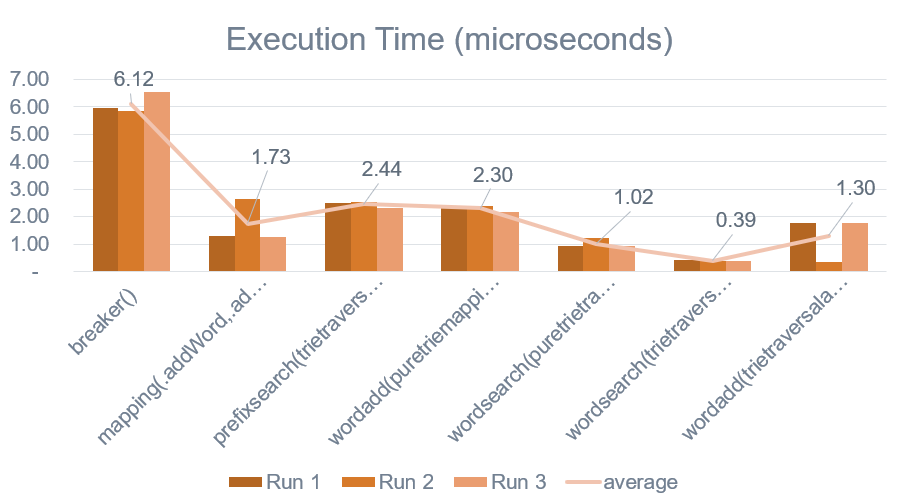 Execution Time (microseconds)
7.00
6.00
5.00
4.00
3.00
2.00
1.00
-
6.12
1.73
2.44
2.30
1.02
0.39
1.30
breaker()
mapping(.addWord,.ad…
prefixsearch(trietravers…
wordadd(puretriemappi…
wordsearch(puretrietra…
wordsearch(trietravers…
wordadd(trietraversala…
Run 1 Run 2 Run 3 average